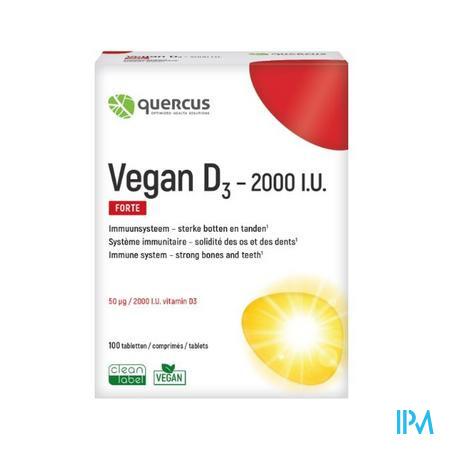 quercus
OPTIMIZED HEALTH SOLUTIONS
Vegan D₃ – 2000 I.U.
FORTE
Immuunsysteem – sterke botten en tanden¹
Système immunitaire – solidité des os et des dents¹
Immune system – strong bones and teeth¹
50 µg / 2000 I.U. vitamin D3
100 tabletten / comprimés / tablets
clean
label
VEGAN
IPM